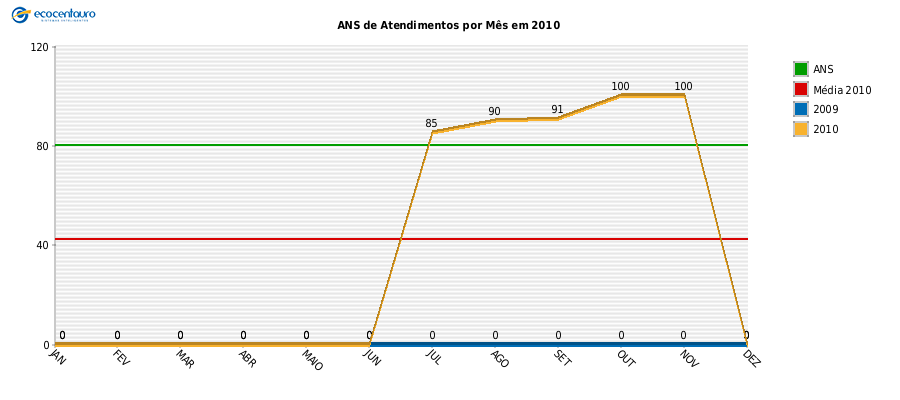 ecocentauro
ANS de Atendimentos por Mês em 2010
120
80
40
0
85
90
91
100
100
0 0 0 0 0 0 0 0 0 0 0 0
JAN FEV MAR ABR MAIO JUN JUL AGO SET OUT NOV DEZ
ANS
Média 2010
2009
2010